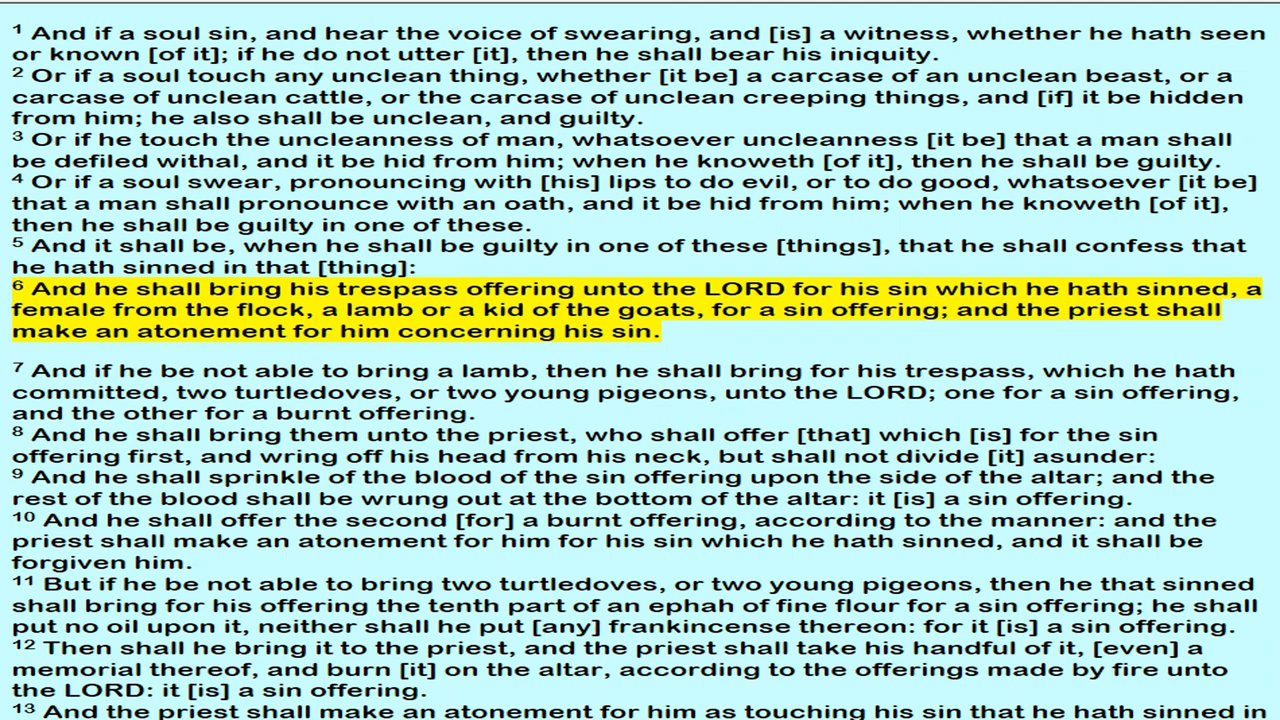 1 And if a soul sin, and hear the voice of swearing, and [is] a witness, whether he hath seen
or known [of it]; if he do not utter [it], then he shall bear his iniquity.
2 Or if a soul touch any unclean thing, whether [it be] a carcase of an unclean beast, or a
carcase of unclean cattle, or the carcase of unclean creeping things, and [if] it be hidden
from him; he also shall be unclean, and guilty.
3 Or if he touch the uncleanness of man, whatsoever uncleanness [it be] that a man shall
be defiled withal, and it be hid from him; when he knoweth [of it], then he shall be guilty.
4 Or if a soul swear, pronouncing with [his] lips to do evil, or to do good, whatsoever [it be]
that a man shall pronounce with an oath, and it be hid from him; when he knoweth [of it],
then he shall be guilty in one of these.
5 And it shall be, when he shall be guilty in one of these [things], that he shall confess that
he hath sinned in that [thing]:
6 And he shall bring his trespass offering unto the LORD for his sin which he hath sinned, a
female from the flock, a lamb or a kid of the goats, for a sin offering; and the priest shall
make an atonement for him concerning his sin.
7 And if he be not able to bring a lamb, then he shall bring for his trespass, which he hath
committed, two turtledoves, or two young pigeons, unto the LORD; one for a sin offering,
and the other for a burnt offering.
8 And he shall bring them unto the priest, who shall offer [that] which [is] for the sin
offering first, and wring off his head from his neck, but shall not divide [it] asunder:
9 And he shall sprinkle of the blood of the sin offering upon the side of the altar; and the
rest of the blood shall be wrung out at the bottom of the altar: it [is] a sin offering.
10 And he shall offer the second [for] a burnt offering, according to the manner: and the
priest shall make an atonement for him for his sin which he hath sinned, and it shall be
forgiven him.
11 But if he be not able to bring two turtledoves, or two young pigeons, then he that sinned
shall bring for his offering the tenth part of an ephah of fine flour for a sin offering; he shall
put no oil upon it, neither shall he put [any] frankincense thereon: for it [is] a sin offering.
12 Then shall he bring it to the priest, and the priest shall take his handful of it, [even] a
memorial thereof, and burn [it] on the altar, according to the offerings made by fire unto
the LORD: it [is] a sin offering.
13 And the priest shall make an atonement for him as touching his sin that he hath sinned in